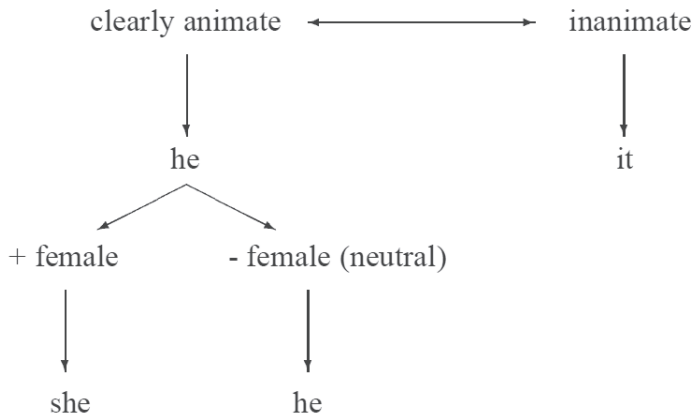 clearly animate inanimate
he it
+ female - female (neutral)
she he